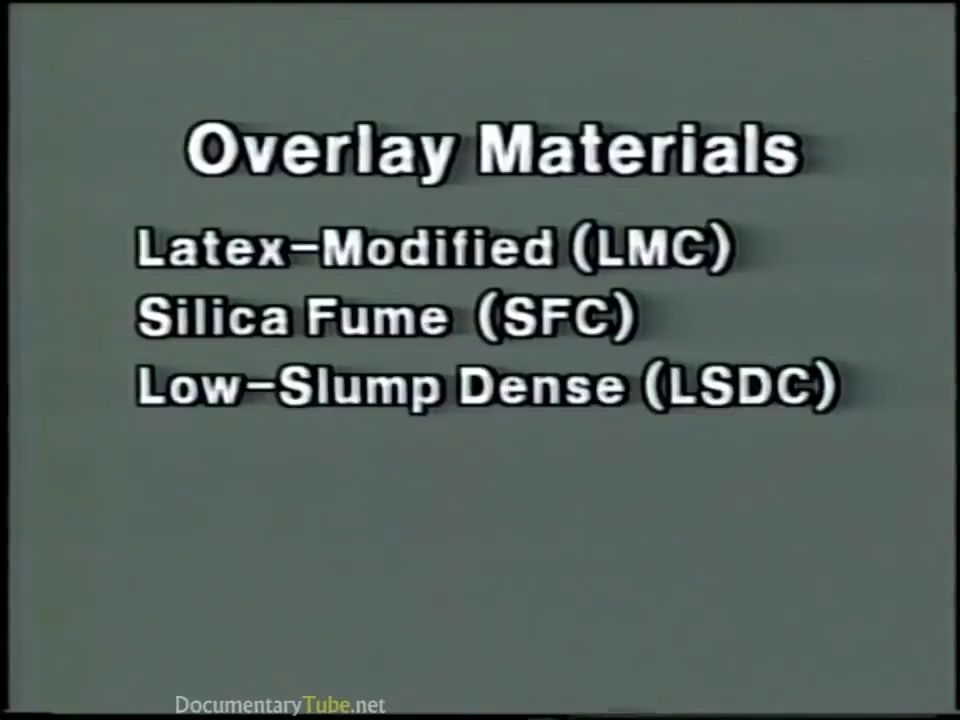 Overlay Materials
Latex-Modified (LMC)
Silica Fume (SFC)
Low-Slump Dense (LSDC)
DocumentaryTube.net